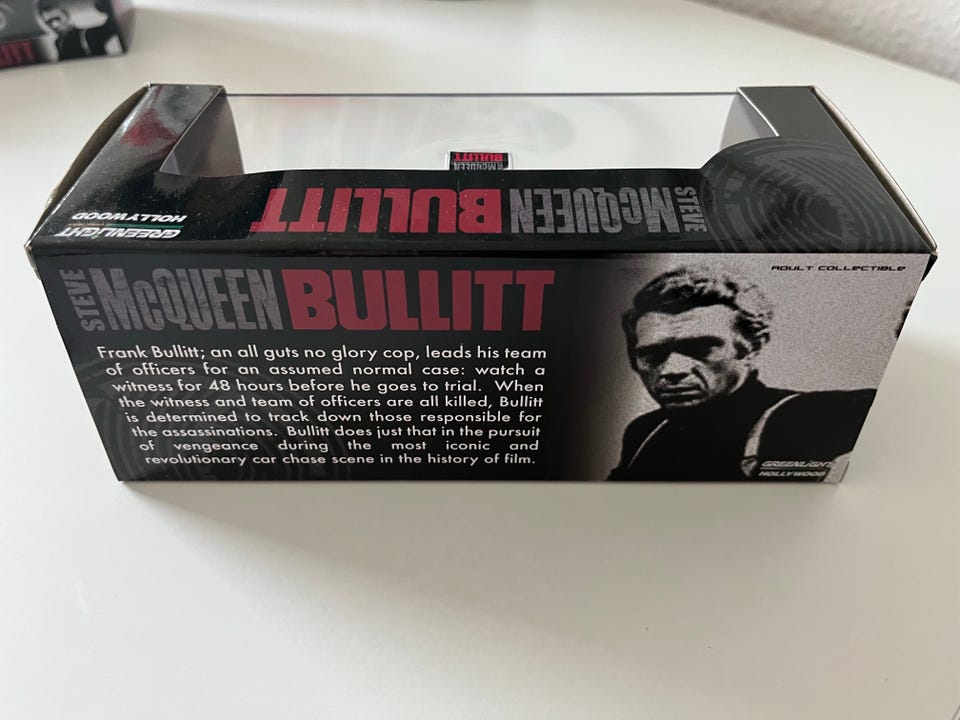 LITT
BULLITT
McQUEEN
STEVE McQUEEN BULLITT
GREENLIGHT
HOLLYWOOD
STEVE McQUEEN BULLITT
ADULT COLLECTIBLE
Frank Bullitt; an all guts no glory cop, leads his team
of officers for an assumed normal case: watch a
witness for 48 hours before he goes to trial. When
the witness and team of officers are all killed, Bullitt
is determined to track down those responsible for
the assassinations. Bullitt does just that in the pursuit
of vengeance during the most iconic and
revolutionary car chase scene in the history of film.
GREENLIGHT
HOLLYWOOD